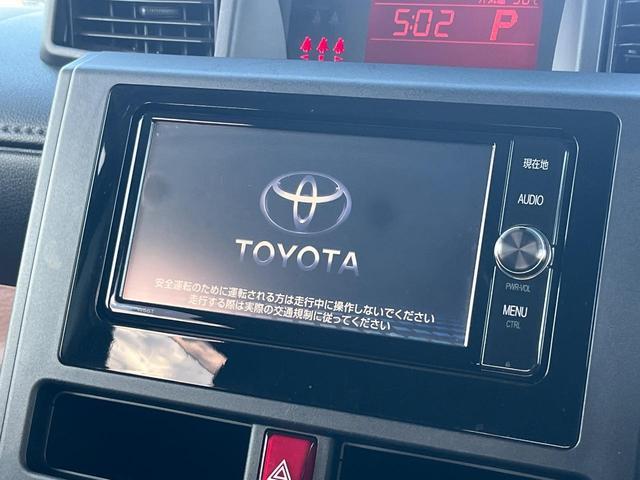 5:02 P
現在地
AUDIO
TOYOTA
PWR·VOL
安全運転のために運転される方は走行中に操作しないでください
走行する際は実際の交通規制に従ってください
MENU
CTRL